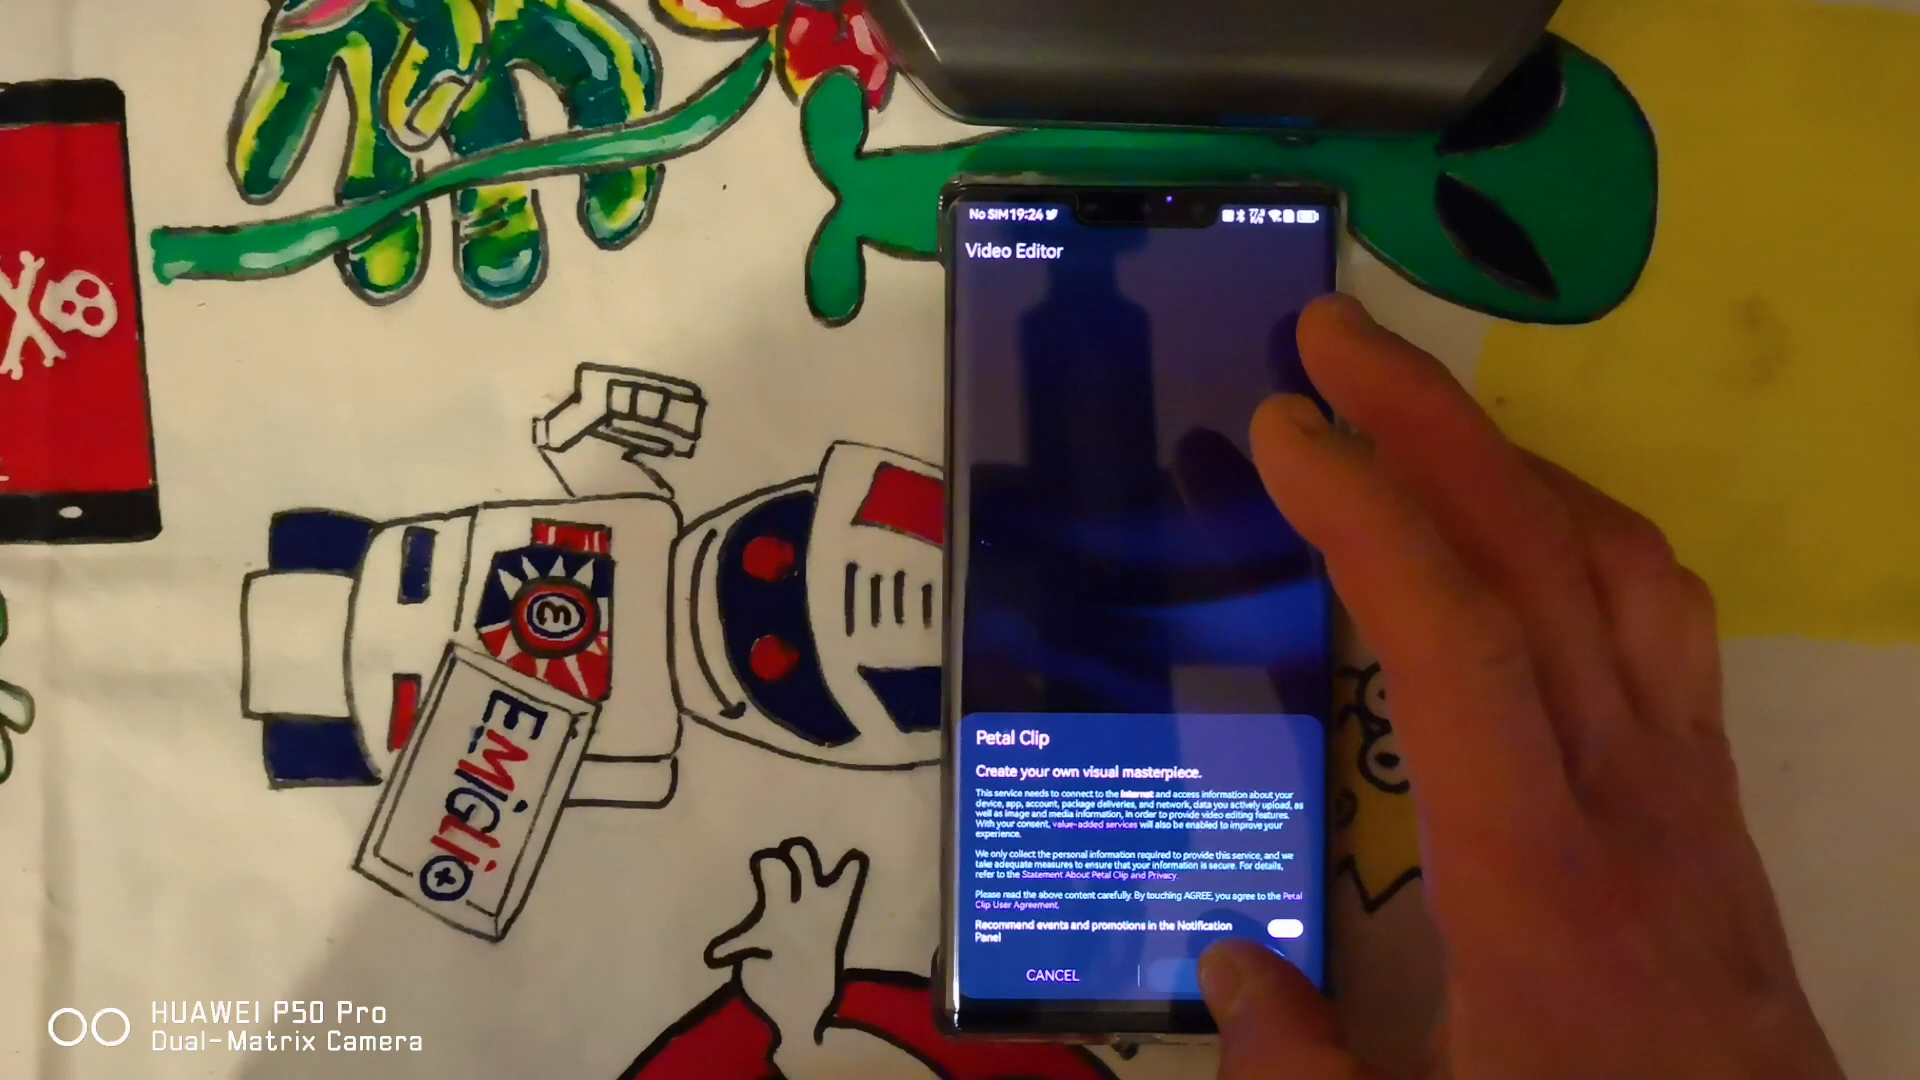 No SIM 19:24
77.8
K/s
Video Editor
Petal Clip
Create your own visual masterpiece.
This service needs to connect to the Internet and access information about your
device, app, account, package deliveries, and network, data you actively upload, as
well as image and media information, in order to provide video editing features.
With your consent, value-added services will also be enabled to improve your
experience.
We only collect the personal information required to provide this service, and we
take adequate measures to ensure that your information is secure. For details,
refer to the Statement About Petal Clip and Privacy.
Please read the above content carefully. By touching AGREE, you agree to the Petal
Clip User Agreement.
Recommend events and promotions in the Notification
Panel
CANCEL
m
EMiGLio
HUAWEI P50 Pro
Dual-Matrix Camera